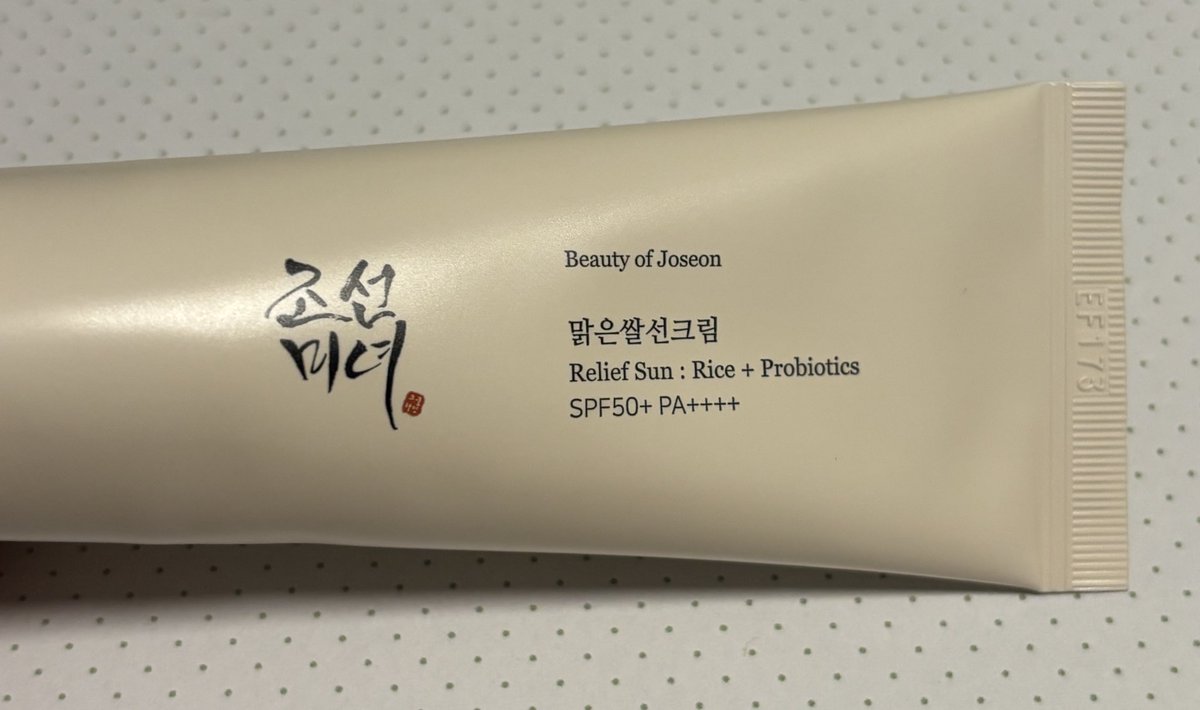 조선
미녀
Beauty of Joseon
맑은쌀선크림
Relief Sun : Rice + Probiotics
SPF50+ PA++++
EF173